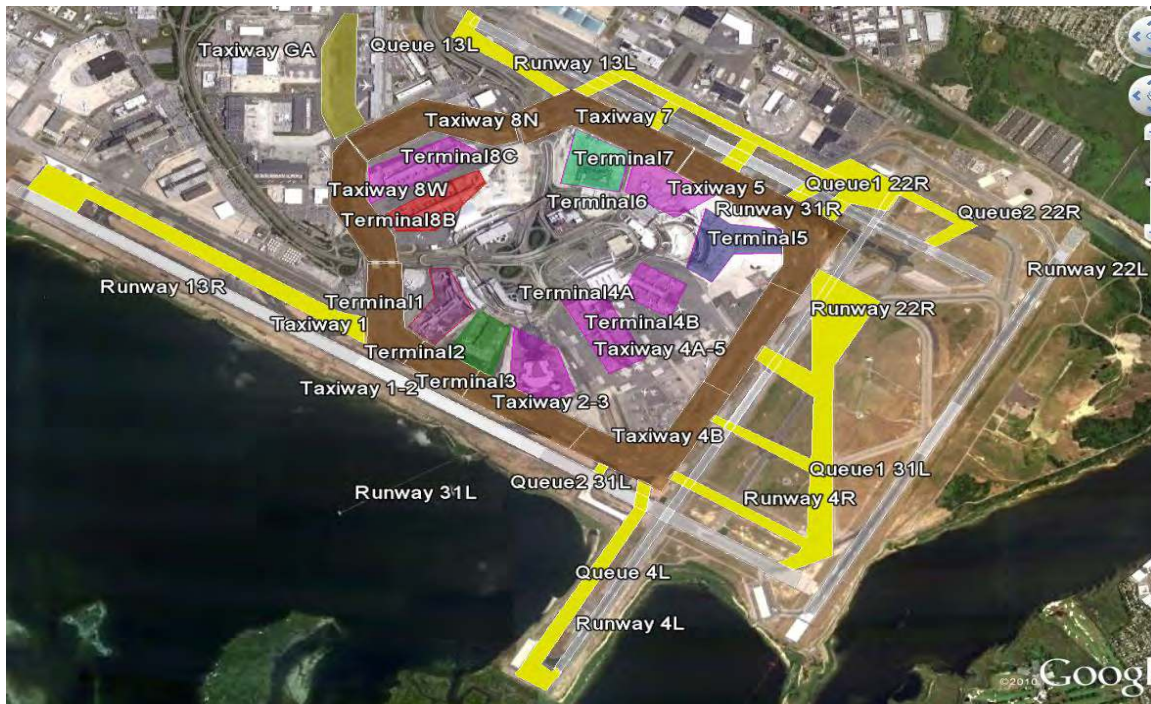 Taxiway GA
Queue 13L
Runway 13L
Taxiway 8N
Taxiway 7
Terminal8C
Terminal7
Taxiway 8W
Terminal6
Taxiway 5
Queue1 22R
Terminal8B
Runway 31R
Queue2 22R
Terminal5
Runway 22L
Runway 13R
Terminal1
Terminal4A
Runway 22R
Taxiway 1
Terminal4B
Terminal2
Taxiway 4A-5
Taxiway 1-2
Terminal3
Taxiway 2-3
Taxiway 4B
Queue1 31L
Queue2 31L
Runway 31L
Runway 4R
Queue 4L
Runway 4L
©2010 Googl